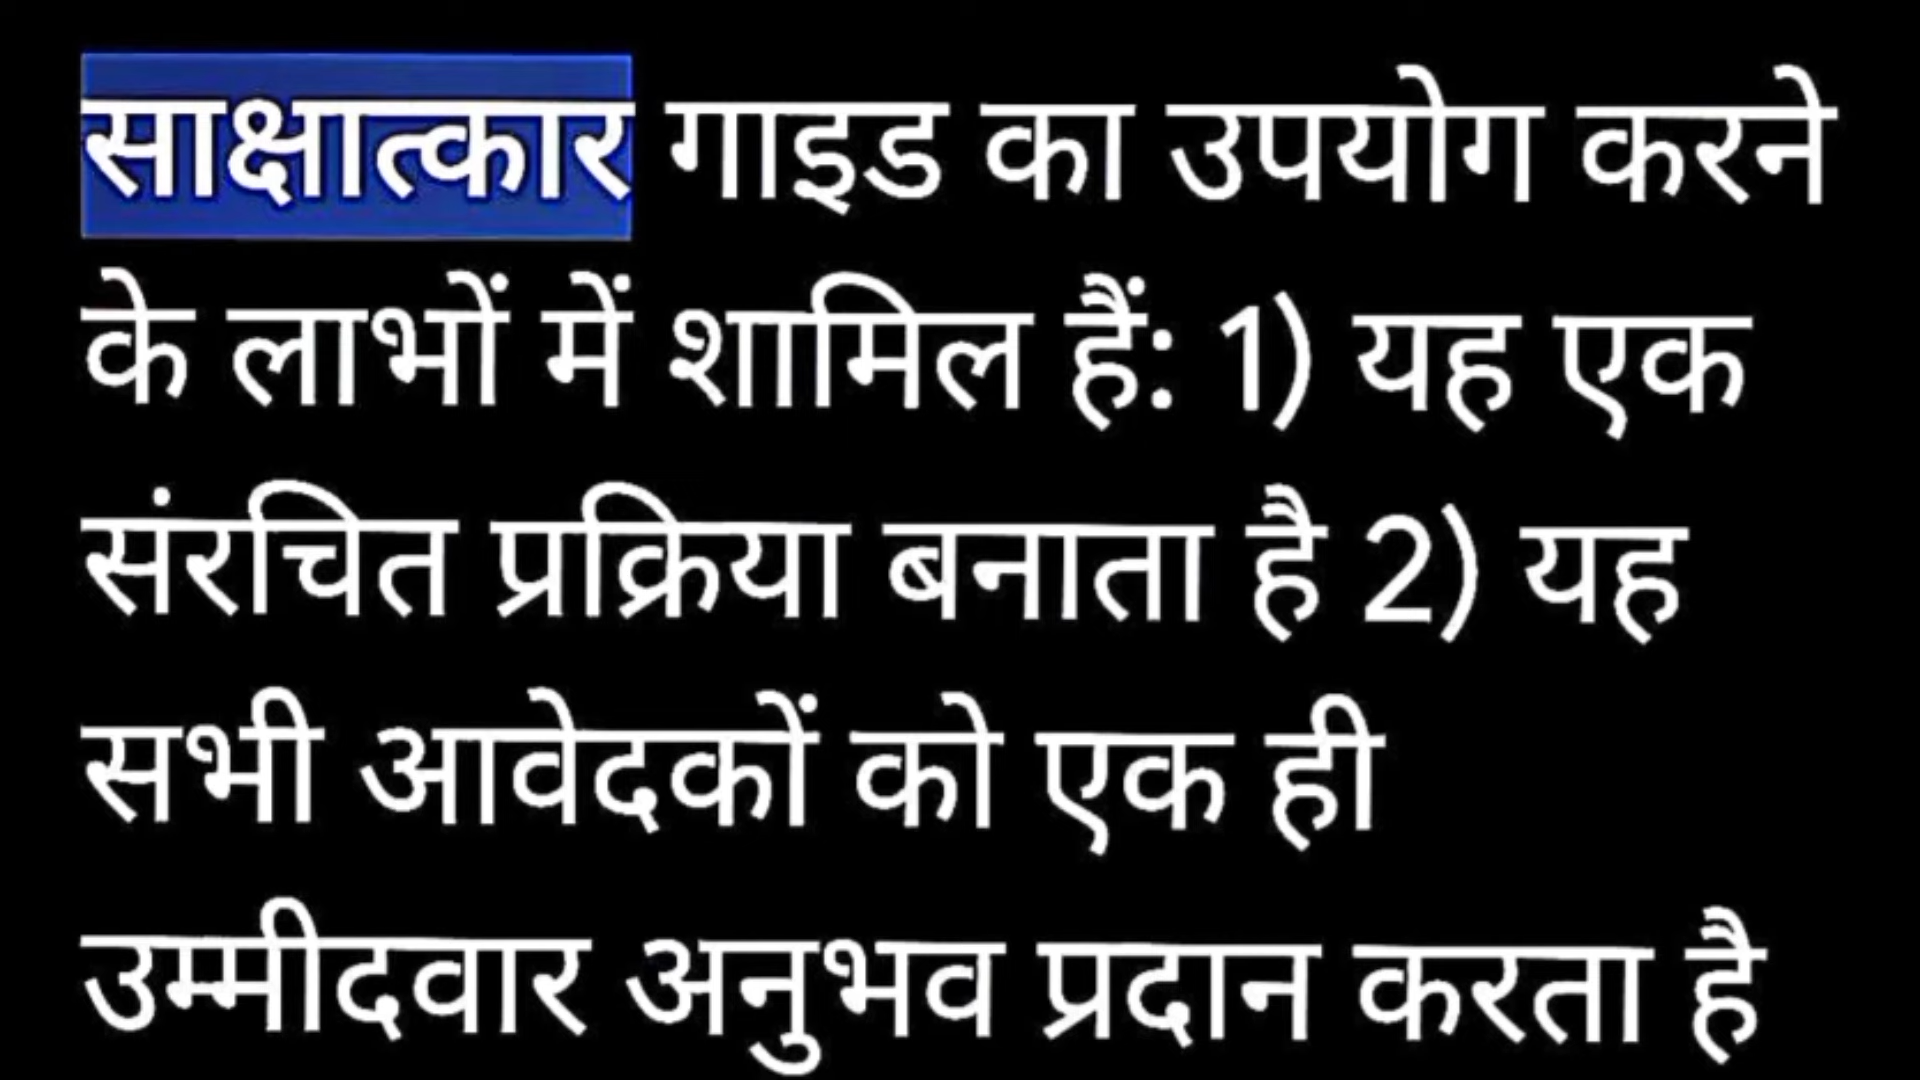 साक्षात्कार गाइड का उपयोग करने
के लाभों में शामिल हैं: 1) यह एक
संरचित प्रक्रिया बनाता है 2) यह
सभी आवेदकों को एक ही
उम्मीदवार अनुभव प्रदान करता है